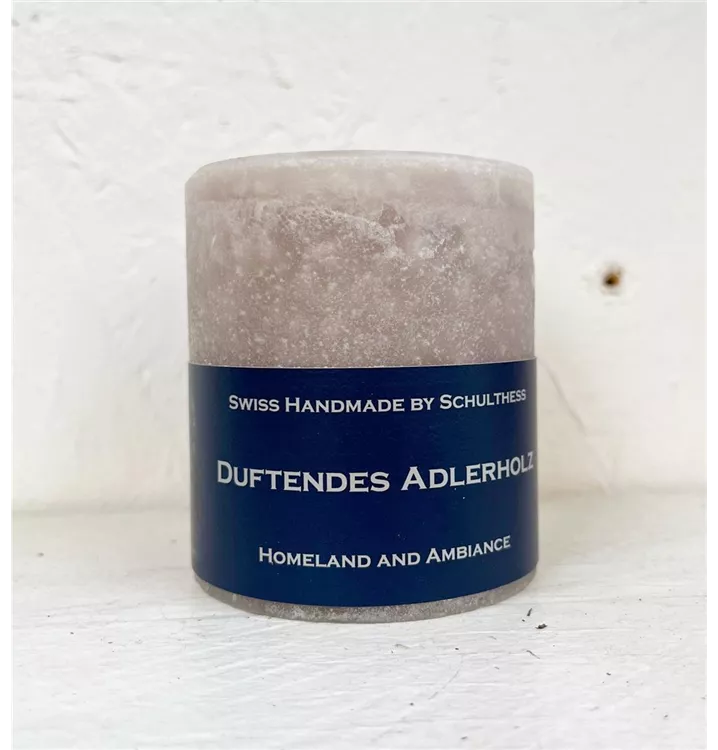 Swiss Handmade by Schulthess
Duftendes Adlerholz
Homeland and Ambiance